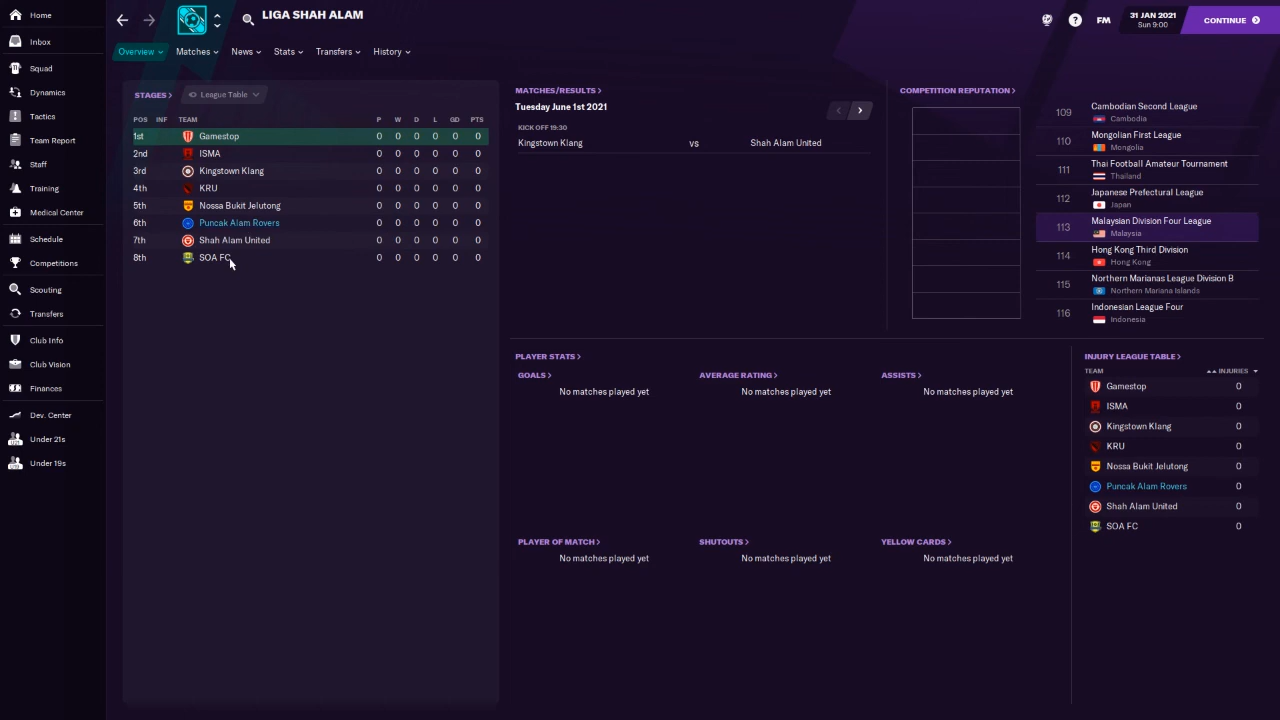 Home
Inbox
Squad
Dynamics
Tactics
Team Report
Staff
Training
Medical Center
Schedule
Competitions
Scouting
Transfers
Club Info
Club Vision
Finances
Dev. Center
Under 21s
Under 19s
LIGA SHAH ALAM
? FM 31 JAN 2021 Sun 9:00 CONTINUE
Overview Matches News Stats Transfers History
STAGES > League Table
POS INF TEAM P W D L GD PTS
1st Gamestop 0 0 0 0 0 0
2nd ISMA 0 0 0 0 0 0
3rd Kingstown Klang 0 0 0 0 0 0
4th KRU 0 0 0 0 0 0
5th Nossa Bukit Jelutong 0 0 0 0 0 0
6th Puncak Alam Rovers 0 0 0 0 0 0
7th Shah Alam United 0 0 0 0 0 0
8th SOA FC 0 0 0 0 0 0
MATCHES/RESULTS >
Tuesday June 1st 2021
KICK OFF 19:30
Kingstown Klang vs Shah Alam United
COMPETITION REPUTATION >
109 Cambodian Second League
Cambodia
110 Mongolian First League
Mongolia
111 Thai Football Amateur Tournament
Thailand
112 Japanese Prefectural League
Japan
113 Malaysian Division Four League
Malaysia
114 Hong Kong Third Division
Hong Kong
115 Northern Marianas League Division B
Northern Mariana Islands
116 Indonesian League Four
Indonesia
PLAYER STATS >
GOALS > AVERAGE RATING > ASSISTS >
No matches played yet No matches played yet No matches played yet
PLAYER OF MATCH > SHUTOUTS > YELLOW CARDS >
No matches played yet No matches played yet No matches played yet
INJURY LEAGUE TABLE >
TEAM INJURIES
Gamestop 0
ISMA 0
Kingstown Klang 0
KRU 0
Nossa Bukit Jelutong 0
Puncak Alam Rovers 0
Shah Alam United 0
SOA FC 0